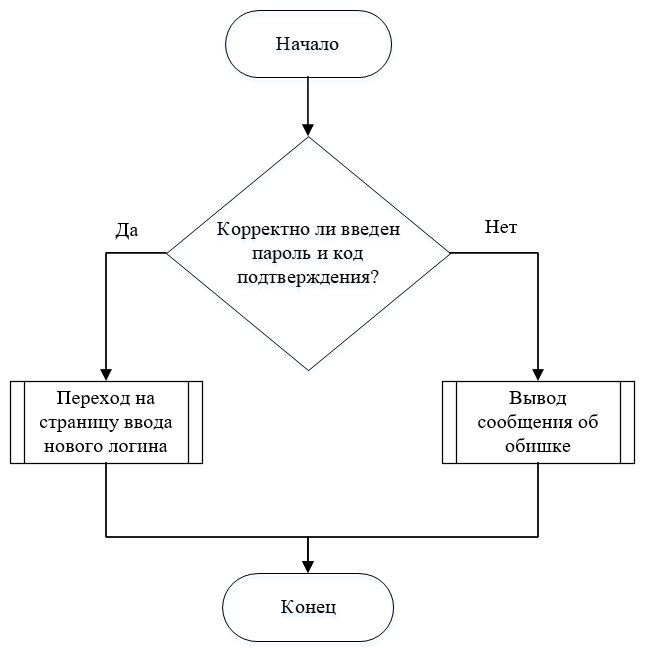 Начало
Да
Нет
Корректно ли введен
пароль и код
подтверждения?
Переход на
страницу ввода
нового логина
Вывод
сообщения об
обишке
Конец